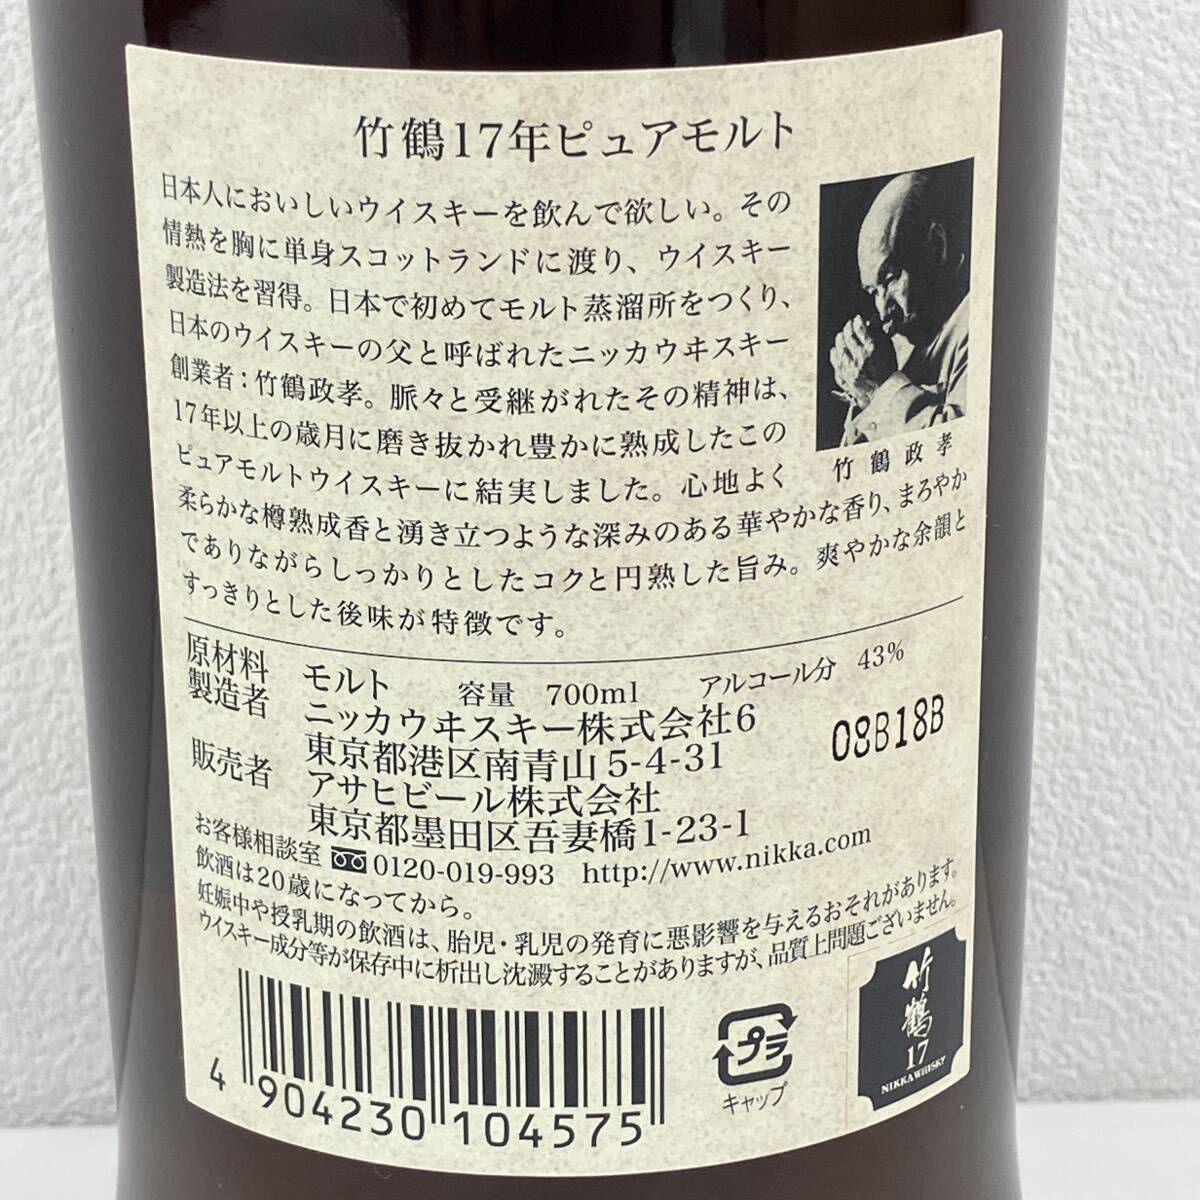 竹鶴17年ピュアモルト
日本人においしいウイスキーを飲んで欲しい。その
情熱を胸に単身スコットランドに渡り、ウイスキー
製造法を習得。日本で初めてモルト蒸溜所をつくり、
日本のウイスキーの父と呼ばれたニッカウヰスキー
創業者：竹鶴政孝。脈々と受継がれたその精神は、
17年以上の歳月に磨き抜かれ豊かに熟成したこの
ピュアモルトウイスキーに結実しました。心地よく
柔らかな樽熟成香と湧き立つような深みのある華やかな香り、まろやか
でありながらしっかりとしたコクと円熟した旨み。爽やかな余韻と
すっきりとした後味が特徴です。
竹鶴政孝
原材料 モルト 容量 700ml アルコール分 43%
製造者 ニッカウヰスキー株式会社6
東京都港区南青山5-4-31
販売者 アサヒビール株式会社
東京都墨田区吾妻橋1-23-1
08B18B
お客様相談室 0120-019-993 http://www.nikka.com
飲酒は20歳になってから。
妊娠中や授乳期の飲酒は、胎児・乳児の発育に悪影響を与えるおそれがあります。
ウイスキー成分等が保存中に析出し沈澱することがありますが、品質上問題ございません。
4 904230 104575
プラ
キャップ
竹鶴
17
NIKKA WHISKY